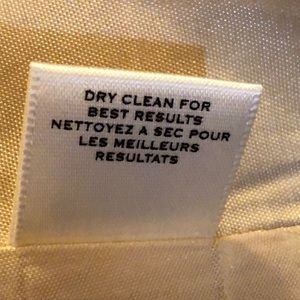 DRY CLEAN FOR
BEST RESULTS
NETTOYEZ A SEC POUR
LES MEILLEURS
RESULTATS